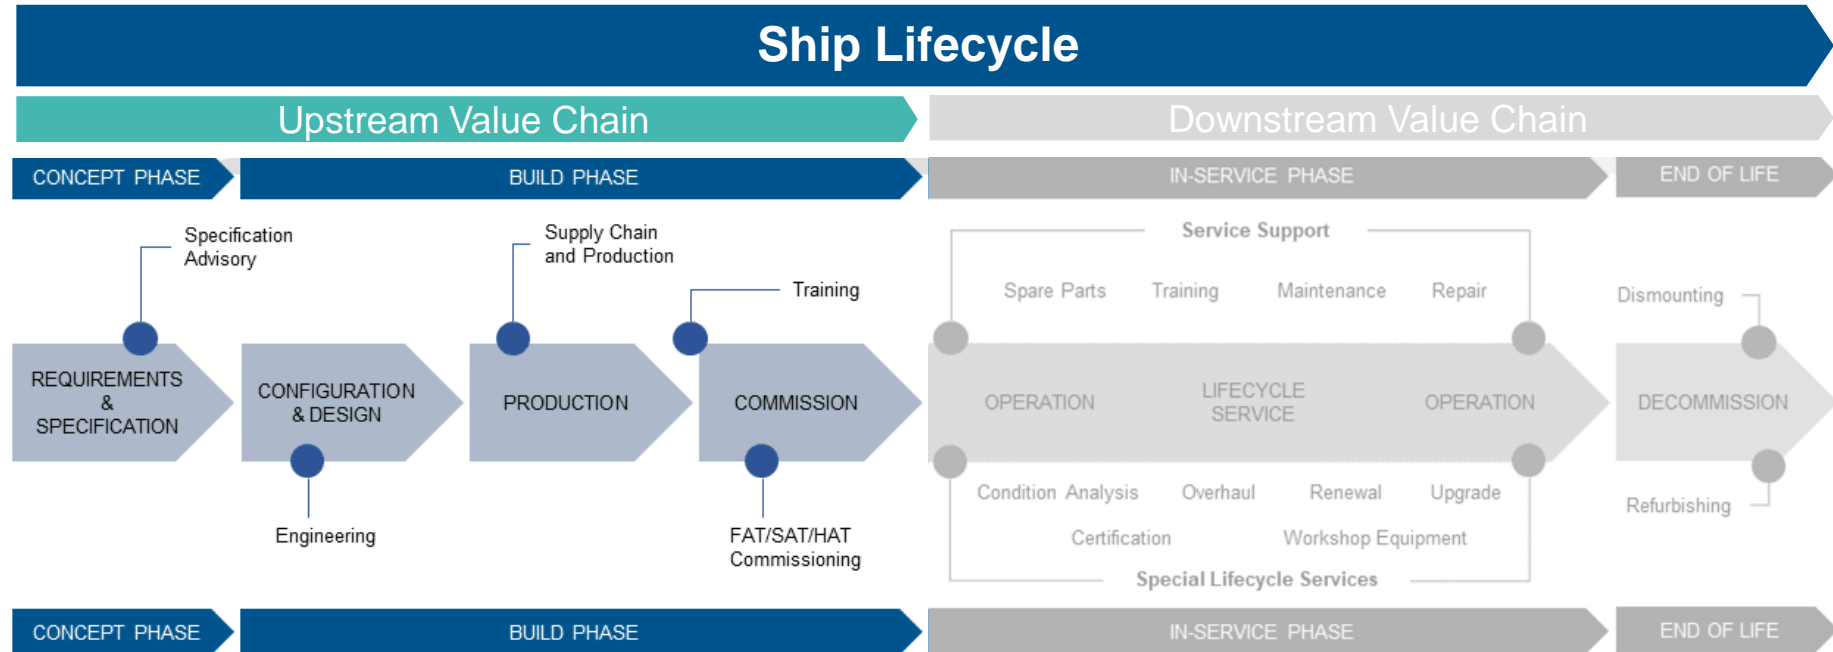 Ship Lifecycle
Upstream Value Chain
Downstream Value Chain
CONCEPT PHASE
BUILD PHASE
IN-SERVICE PHASE
END OF LIFE
Specification
Advisory
Supply Chain
and Production
Training
Service Support
Spare Parts
Training
Maintenance
Repair
Dismounting
REQUIREMENTS
&
SPECIFICATION
CONFIGURATION
& DESIGN
PRODUCTION
COMMISSION
OPERATION
LIFECYCLE
SERVICE
OPERATION
DECOMMISSION
Engineering
FAT/SAT/HAT
Commissioning
Condition Analysis
Overhaul
Renewal
Upgrade
Certification
Workshop Equipment
Special Lifecycle Services
Refurbishing
CONCEPT PHASE
BUILD PHASE
IN-SERVICE PHASE
END OF LIFE